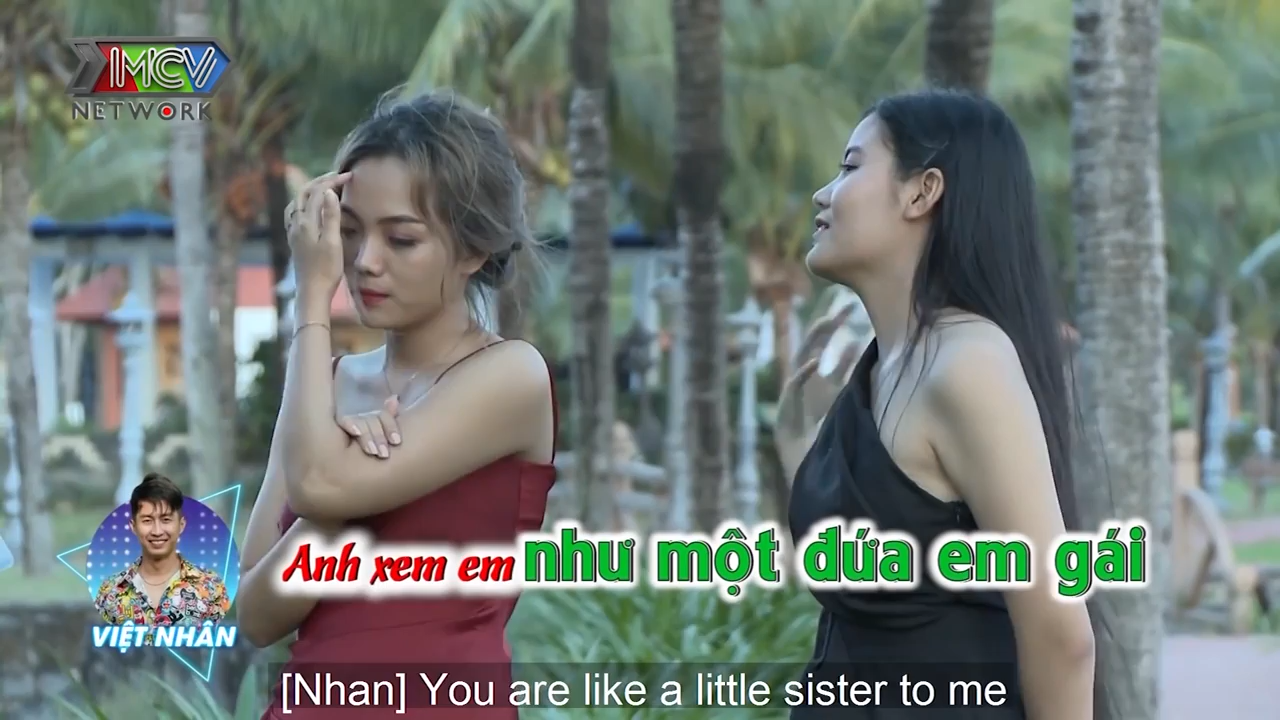 MCV
NETWORK
Anh xem em như một đứa em gái
VIỆT NHÂN
[Nhan] You are like a little sister to me